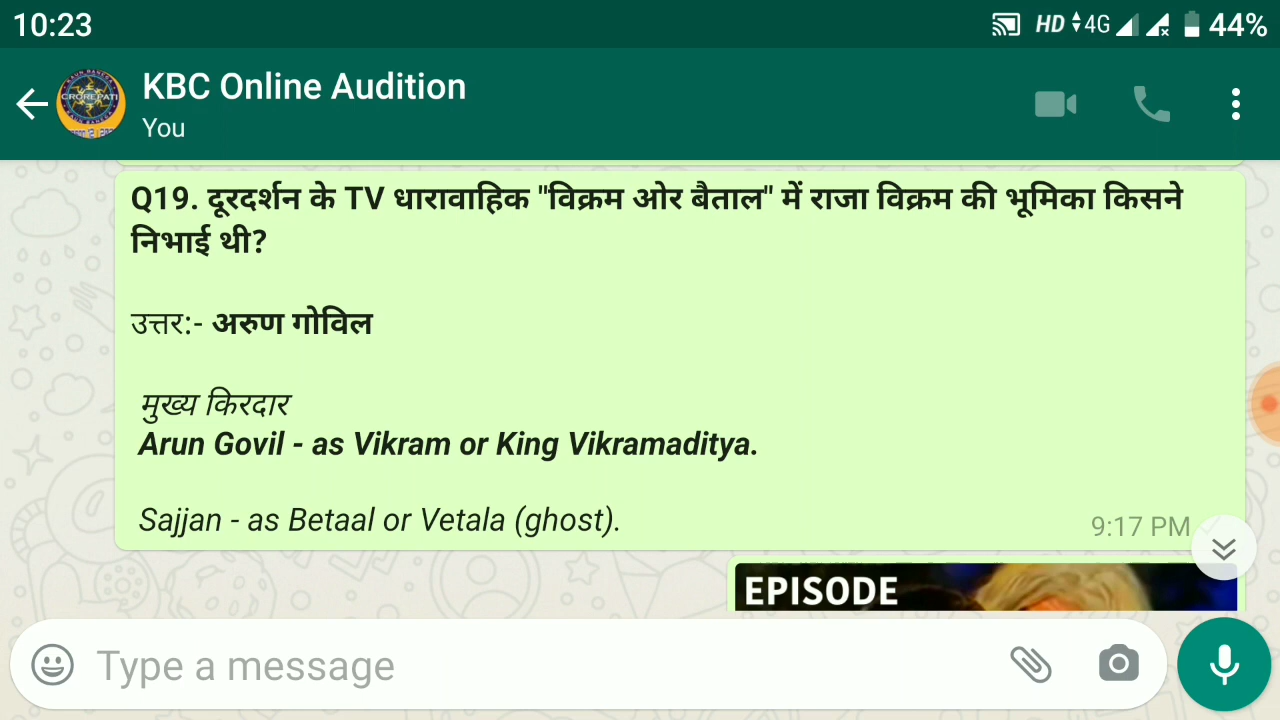 10:23
HD 4G 44%
KBC Online Audition
You
CROREPATI
Q19. दूरदर्शन के TV धारावाहिक "विक्रम ओर बैताल" में राजा विक्रम की भूमिका किसने
निभाई थी?
उत्तर:- अरुण गोविल
मुख्य किरदार
Arun Govil - as Vikram or King Vikramaditya.
Sajjan - as Betaal or Vetala (ghost).
9:17 PM
EPISODE
Type a message